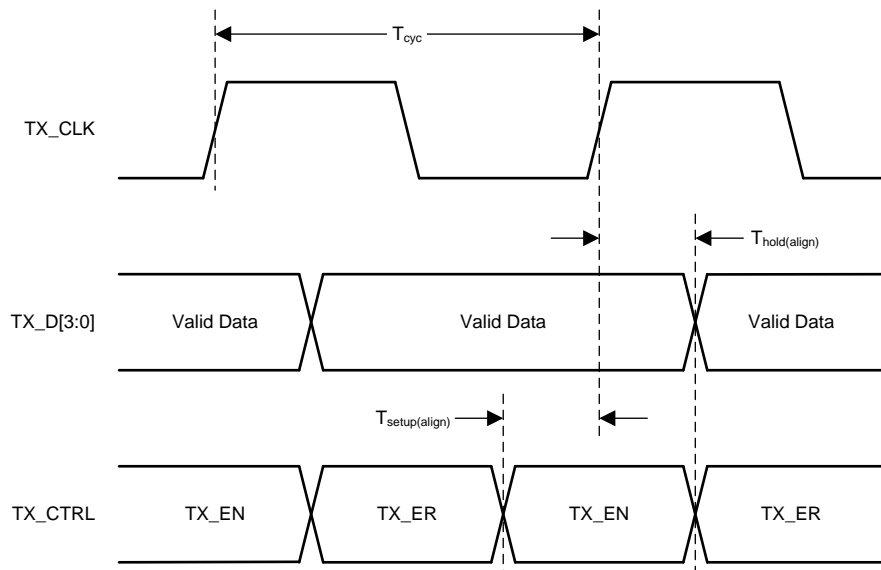 Tcyc
TX_CLK
Thold(align)
TX_D[3:0]
Valid Data
Valid Data
Valid Data
Tsetup(align)
TX_CTRL
TX_EN
TX_ER
TX_EN
TX_ER